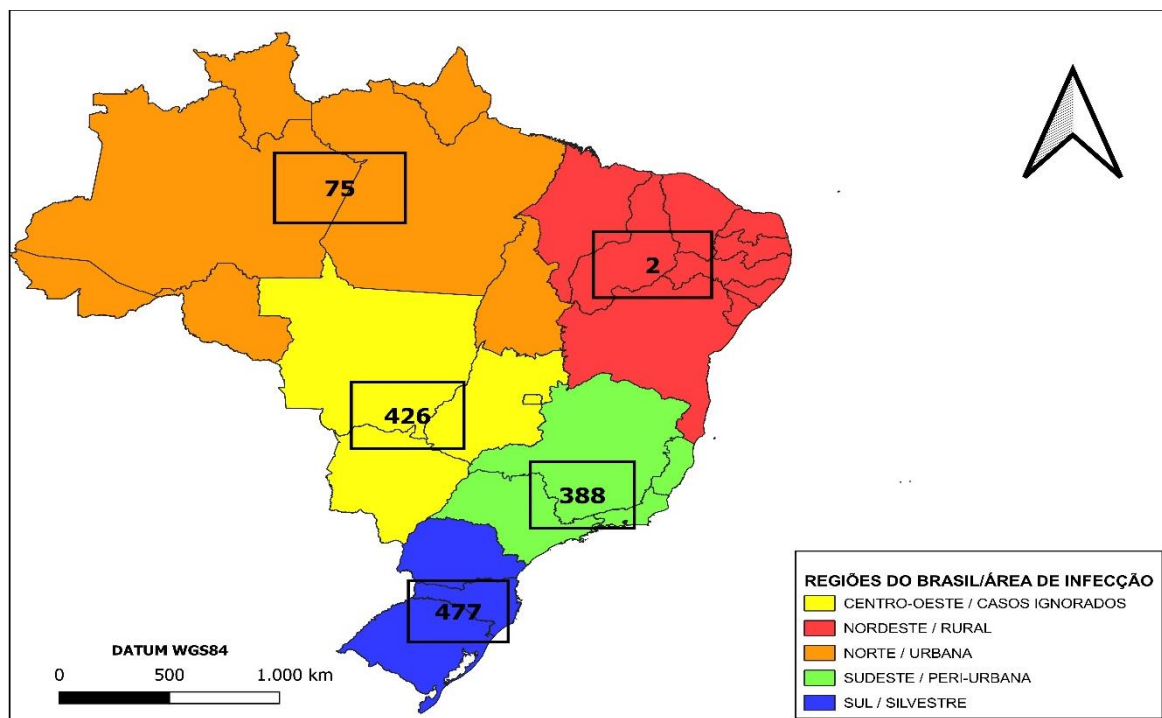 75
2
426
388
477
REGIÕES DO BRASIL/ÁREA DE INFECÇÃO
CENTRO-OESTE / CASOS IGNORADOS
NORDESTE / RURAL
NORTE / URBANA
SUDESTE / PERI-URBANA
SUL / SILVESTRE
DATUM WGS84
0 500 1.000 km